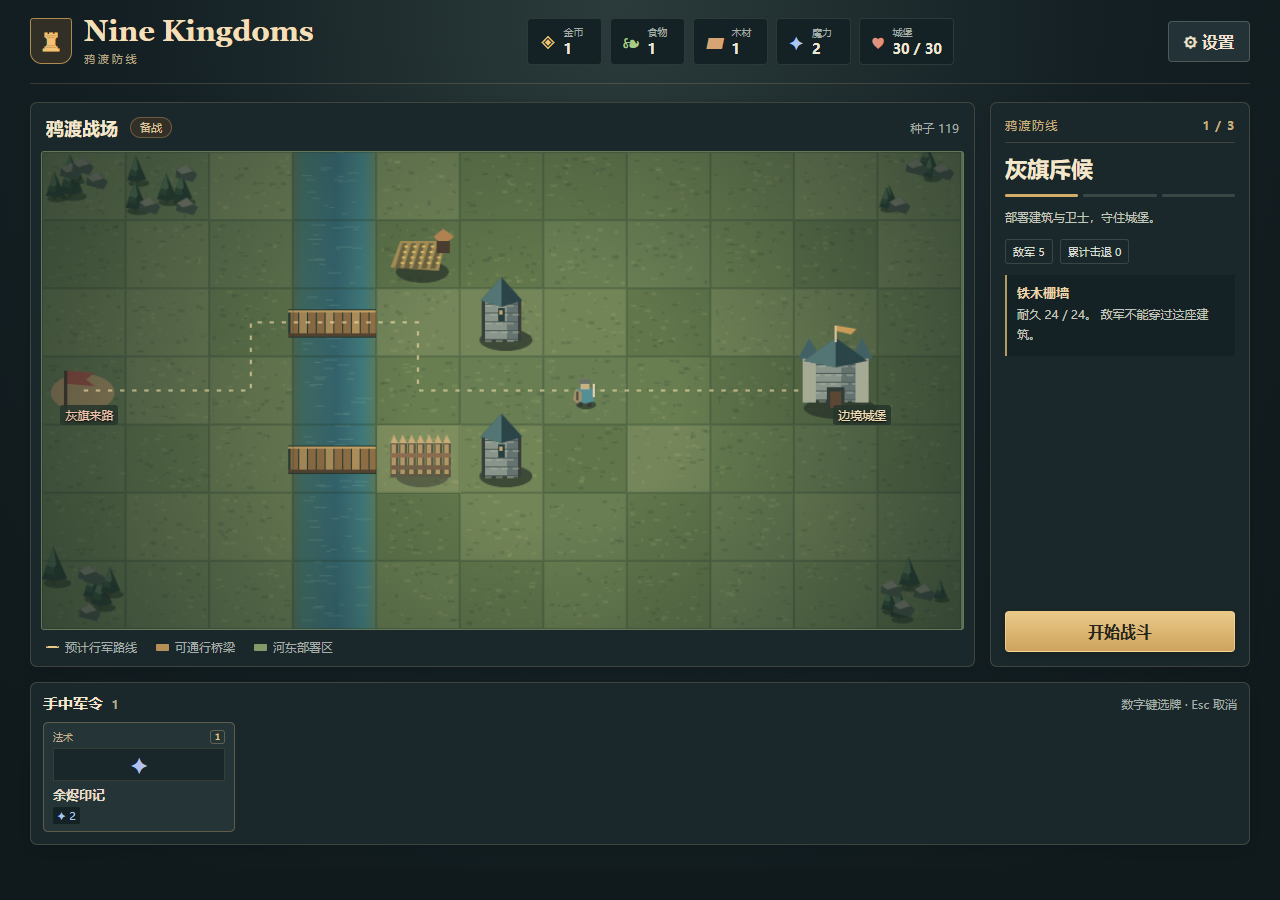 Nine Kingdoms
鸦渡防线
金币
1
食物
1
木材
1
魔力
2
城堡
30 / 30
设置
鸦渡战场
备战
种子 119
灰旗来路
边境城堡
预计行军路线
可通行桥梁
河东部署区
鸦渡防线
1 / 3
灰旗斥候
部署建筑与卫士，守住城堡。
敌军 5
累计击退 0
铁木栅墙
耐久 24 / 24。 敌军不能穿过这座建
筑。
开始战斗
手中军令 1
数字键选牌 · Esc 取消
法术
1
余烬印记
2